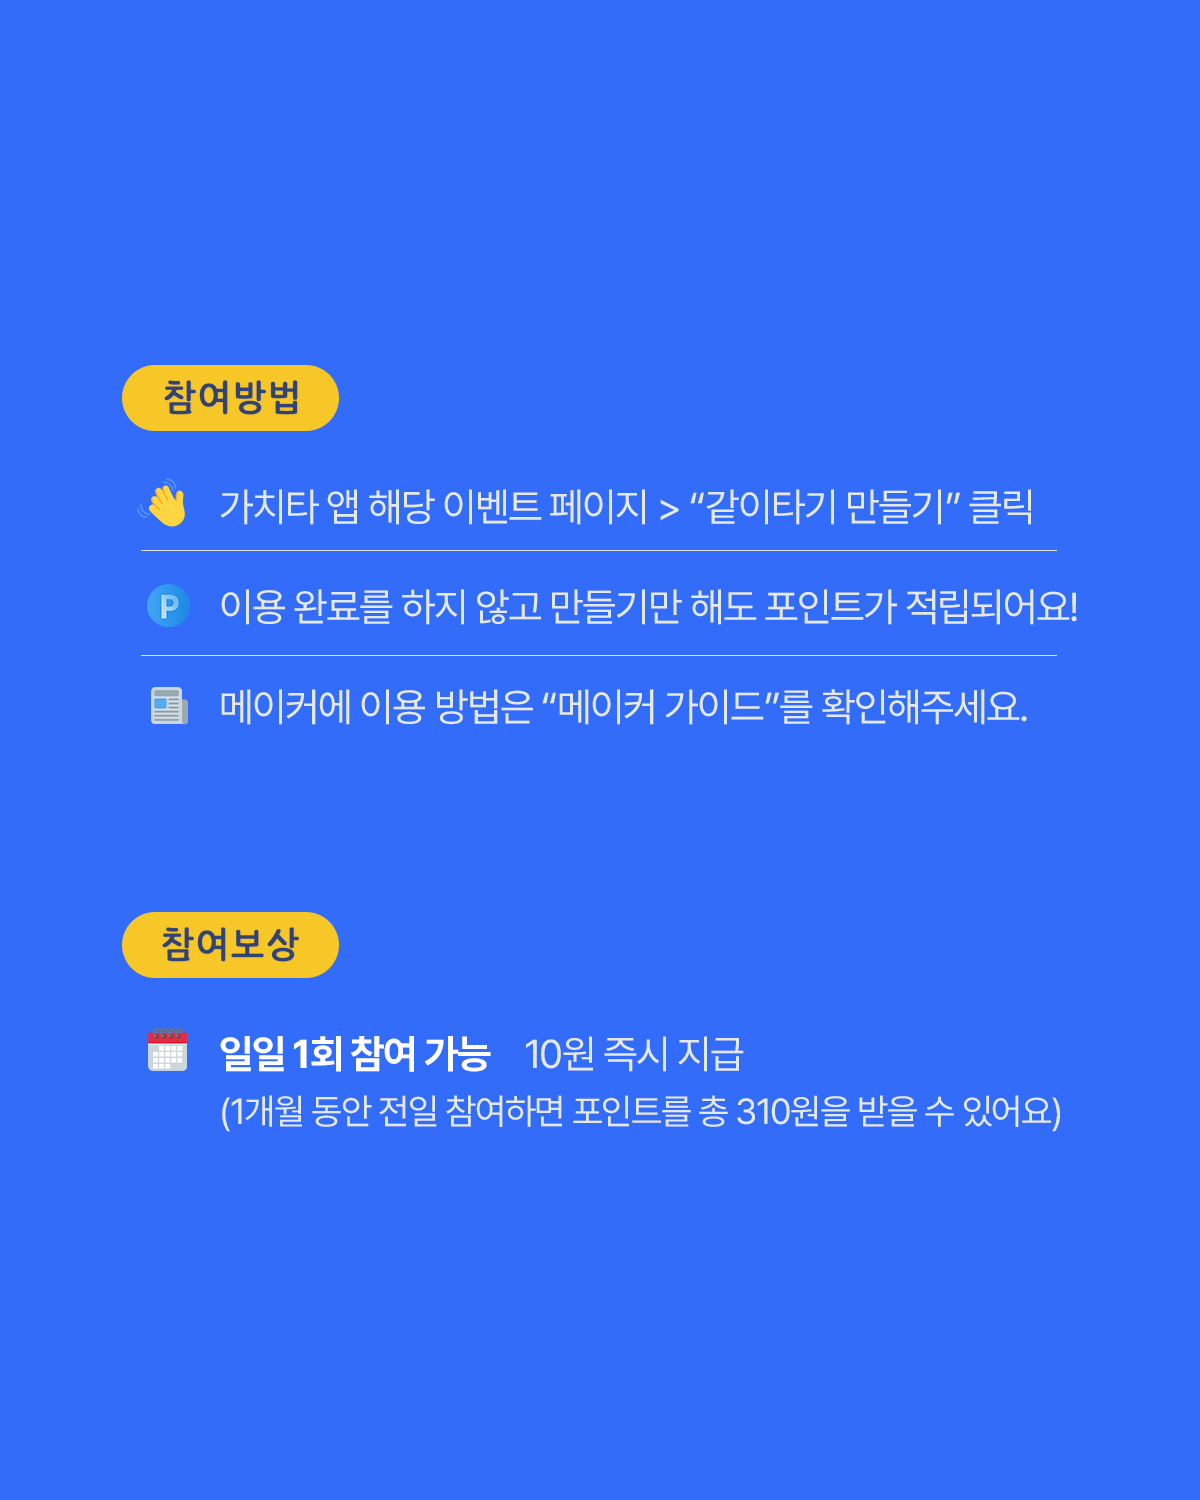 참여방법
가치타 앱 해당 이벤트 페이지 > “같이타기 만들기” 클릭
P
이용 완료를 하지 않고 만들기만 해도 포인트가 적립되어요!
메이커에 이용 방법은 “메이커 가이드”를 확인해주세요.
참여보상
일일 1회 참여 가능 10원 즉시 지급
(1개월 동안 전일 참여하면 포인트를 총 310원을 받을 수 있어요)